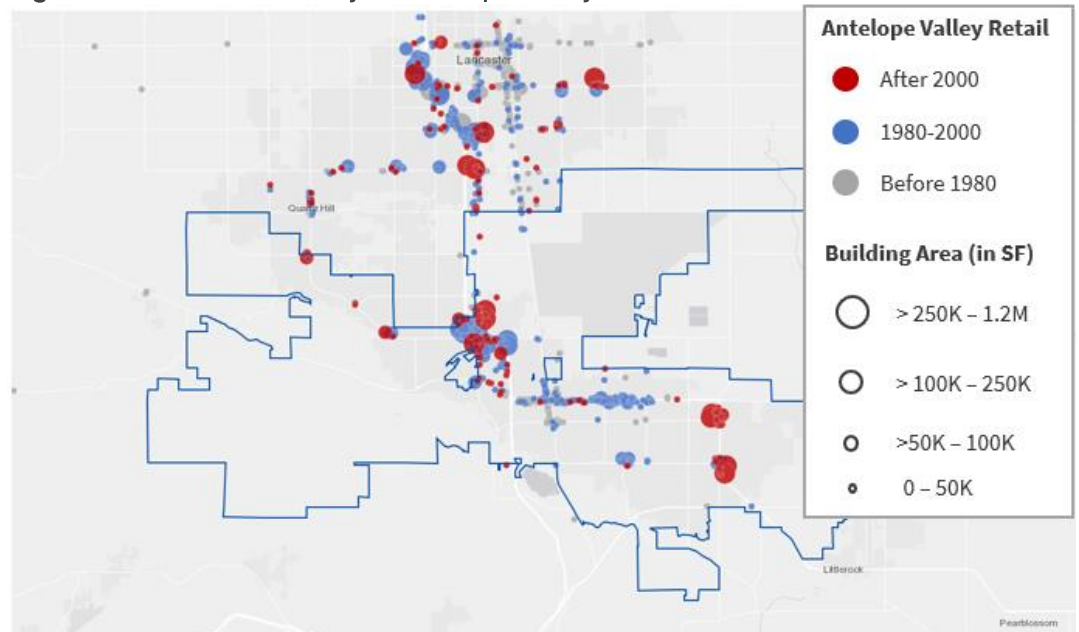 Antelope Valley Retail
After 2000
1980-2000
Before 1980
Building Area (in SF)
> 250K – 1.2M
> 100K – 250K
>50K – 100K
0 – 50K
Lancaster
Quartz Hill
Littlerock
Pearblossom